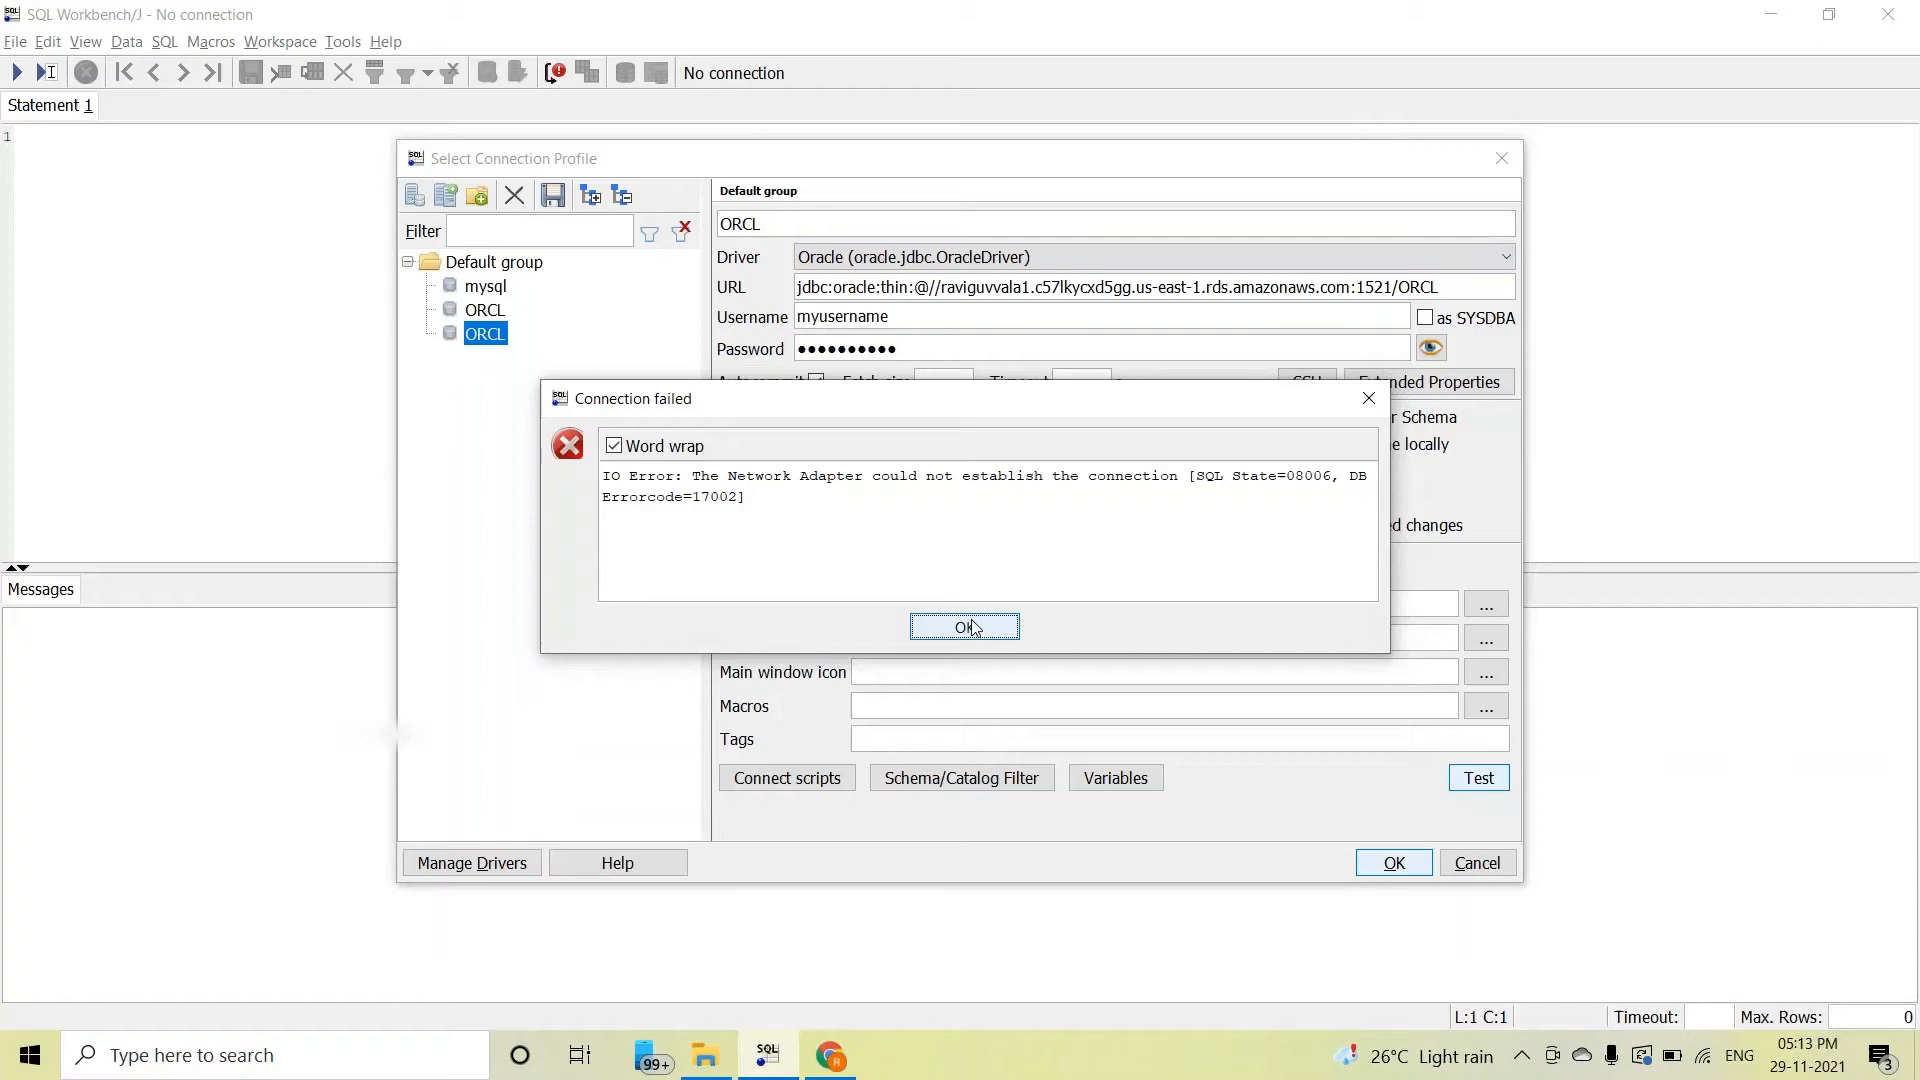 SQL Workbench/J - No connection
File Edit View Data SQL Macros Workspace Tools Help
No connection
Statement 1
1
Select Connection Profile
Default group
Filter
ORCL
Default group
mysql
ORCL
ORCL
Driver Oracle (oracle.jdbc.OracleDriver)
URL jdbc:oracle:thin:@//raviguvvala1.c57lkycxd5gg.us-east-1.rds.amazonaws.com:1521/ORCL
Username myusername as SYSDBA
Password ••••••••••
nded Properties
Connection failed
r Schema
e locally
Word wrap
IO Error: The Network Adapter could not establish the connection [SQL State=08006, DB
Errorcode=17002]
d changes
OK
Messages
...
...
Main window icon ...
Macros ...
Tags
Connect scripts Schema/Catalog Filter Variables Test
Manage Drivers Help OK Cancel
L:1 C:1 Timeout: Max. Rows: 0
Type here to search
99+
SQL
26°C Light rain
ENG
05:13 PM
29-11-2021
3